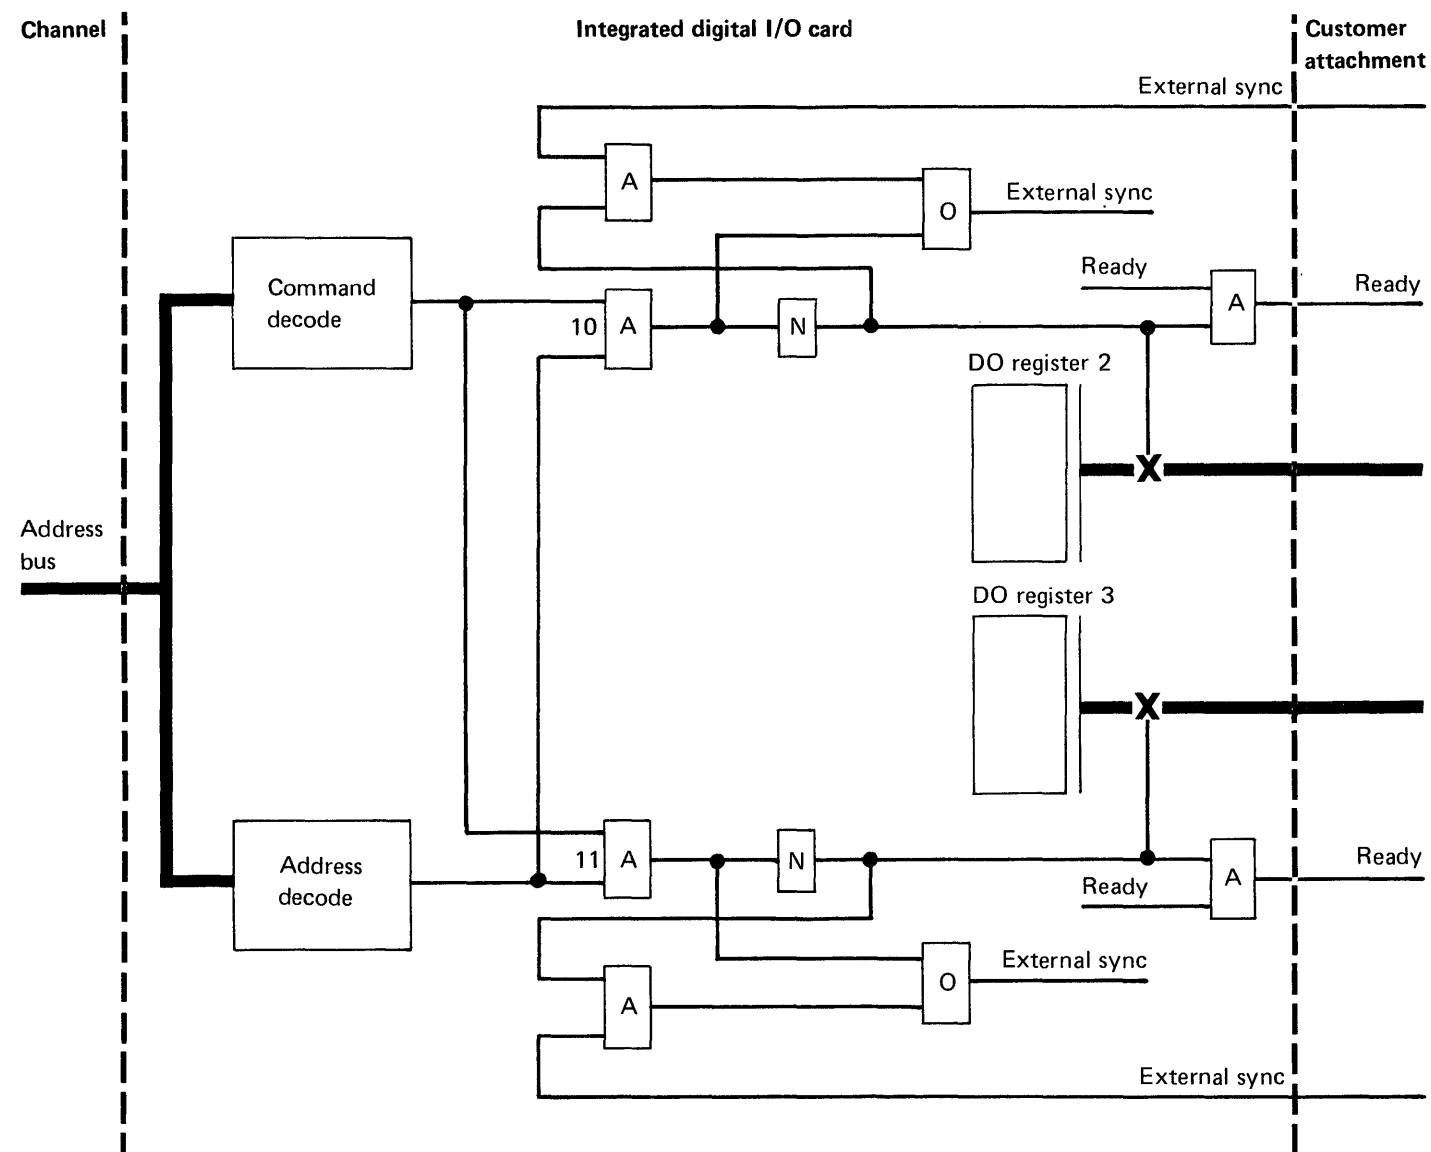 Channel
Integrated digital I/O card
Customer
attachment
External sync
A
O
External sync
Command
decode
Ready
A
Ready
10
A
N
DO register 2
X
Address
bus
DO register 3
X
Address
decode
11
A
N
A
Ready
Ready
A
O
External sync
External sync